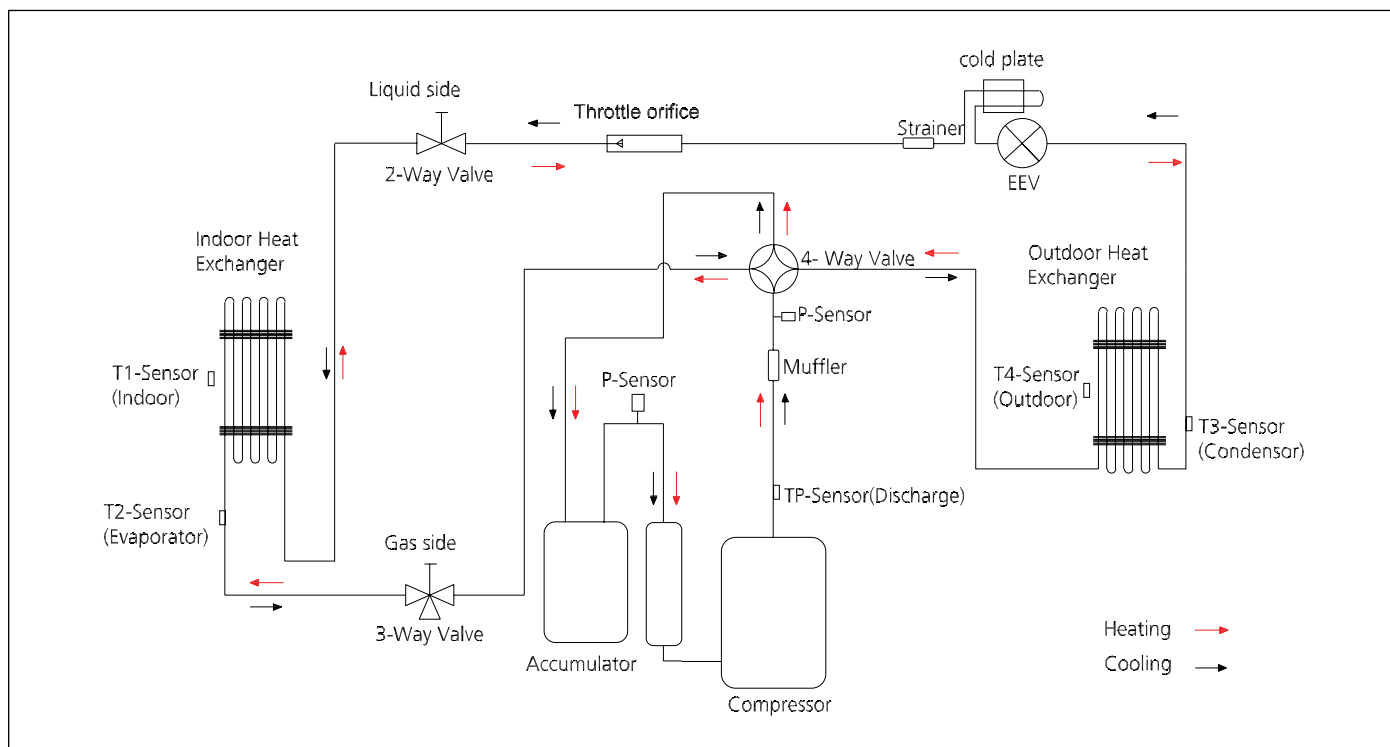 cold plate
Liquid side
Throttle orifice
Strainer
2-Way Valve
EEV
Indoor Heat
Exchanger
4- Way Valve
Outdoor Heat
Exchanger
P-Sensor
T1-Sensor
(Indoor)
P-Sensor
Muffler
T4-Sensor
(Outdoor)
T3-Sensor
(Condensor)
T2-Sensor
(Evaporator)
TP-Sensor(Discharge)
Gas side
3-Way Valve
Accumulator
Compressor
Heating
Cooling